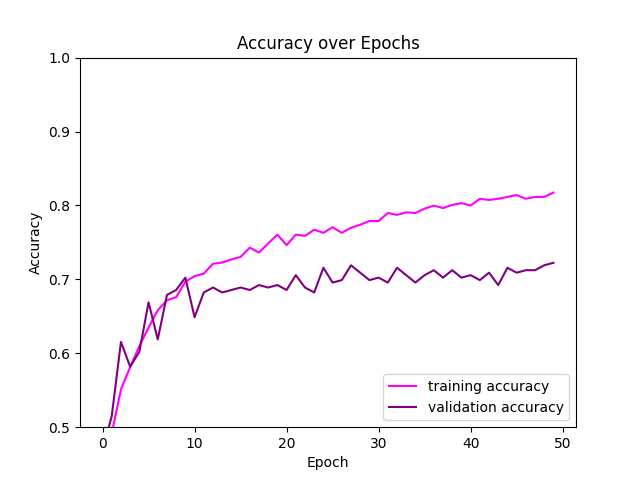 Accuracy over Epochs
1.0
0.9
0.8
0.7
0.6
0.5
Accuracy
0 10 20 30 40 50
Epoch
training accuracy
validation accuracy